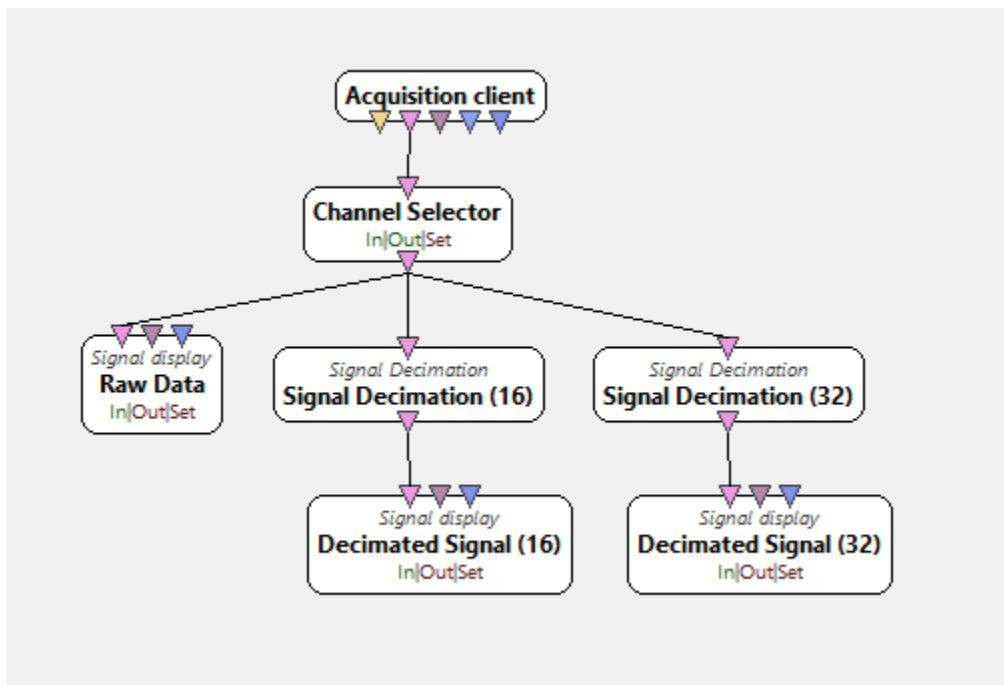 Acquisition client
Channel Selector
In|Out|Set
Signal display
Raw Data
In|Out|Set
Signal Decimation
Signal Decimation (16)
Signal Decimation
Signal Decimation (32)
Signal display
Decimated Signal (16)
In|Out|Set
Signal display
Decimated Signal (32)
In|Out|Set